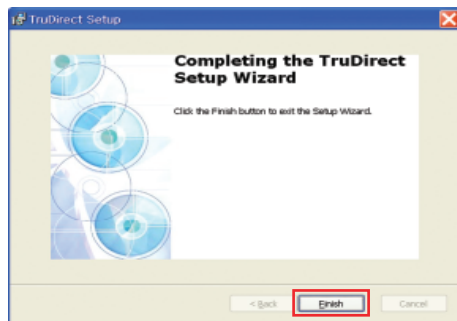 TruDirect Setup
Completing the TruDirect
Setup Wizard
Click the Finish button to exit the Setup Wizard.
< Back
Finish
Cancel